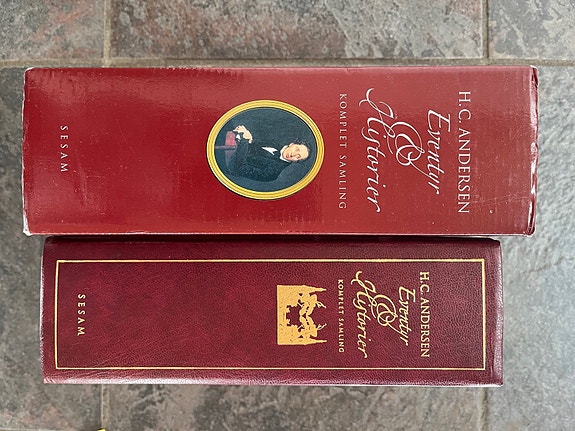 H.C. ANDERSEN
Eventyr
&
Historier
KOMPLET SAMLING
SESAM
H.C. ANDERSEN
Eventyr
&
Historier
KOMPLET SAMLING
SESAM